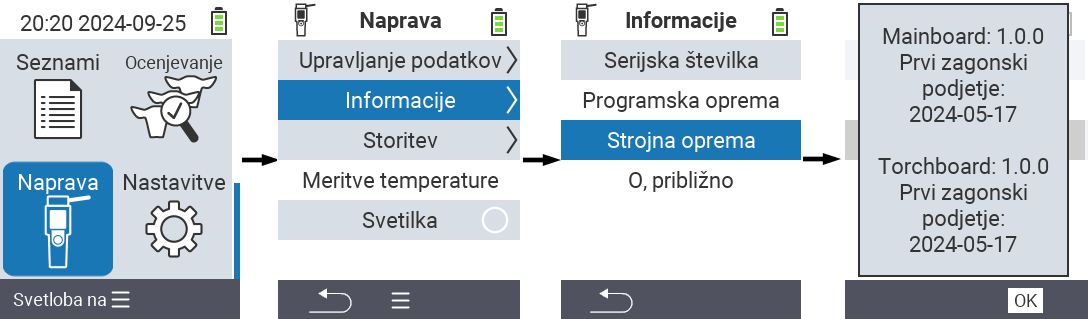 20:20 2024-09-25
Seznami
Ocenjevanje
Naprava
Nastavitve
Svetloba na
Naprava
Upravljanje podatkov
Informacije
Storitev
Meritve temperature
Svetilka
Informacije
Serijska številka
Programska oprema
Strojna oprema
O, približno
Mainboard: 1.0.0
Prvi zagonski
podjetje:
2024-05-17
Torchboard: 1.0.0
Prvi zagonski
podjetje:
2024-05-17
OK